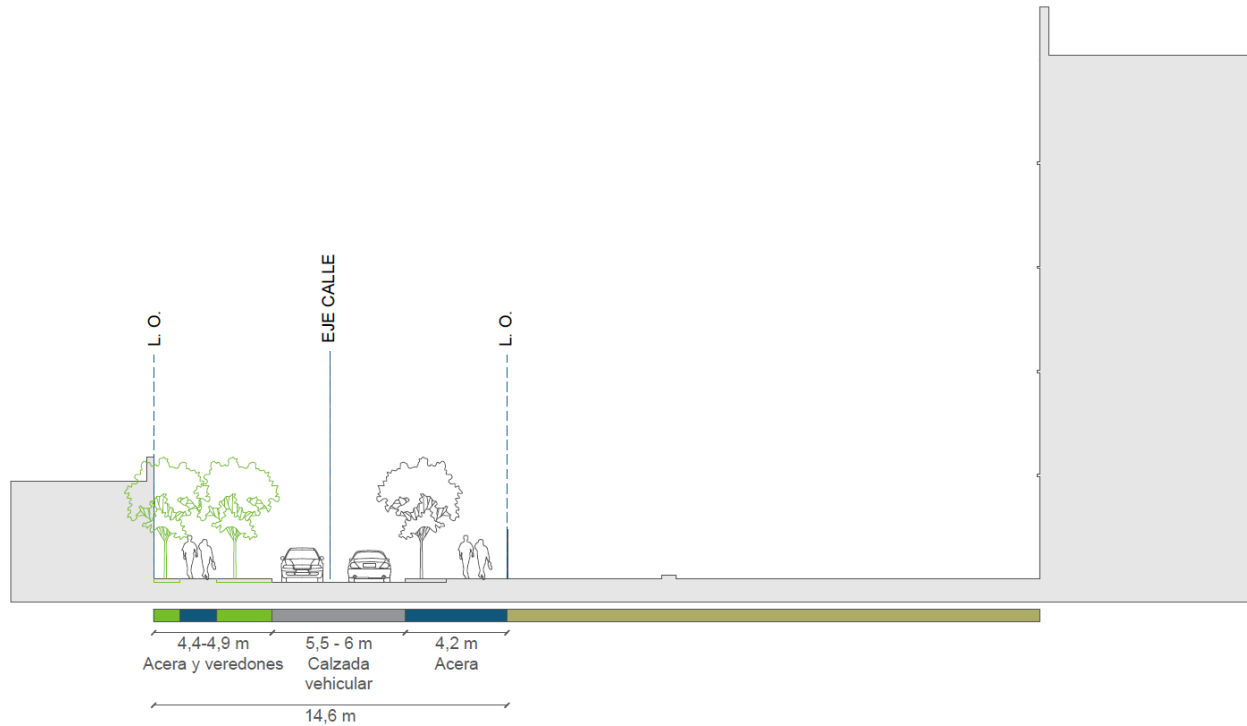 L. O.
EJE CALLE
L. O.
4,4-4,9 m
Acera y veredones
5,5 - 6 m
Calzada
vehicular
4,2 m
Acera
14,6 m